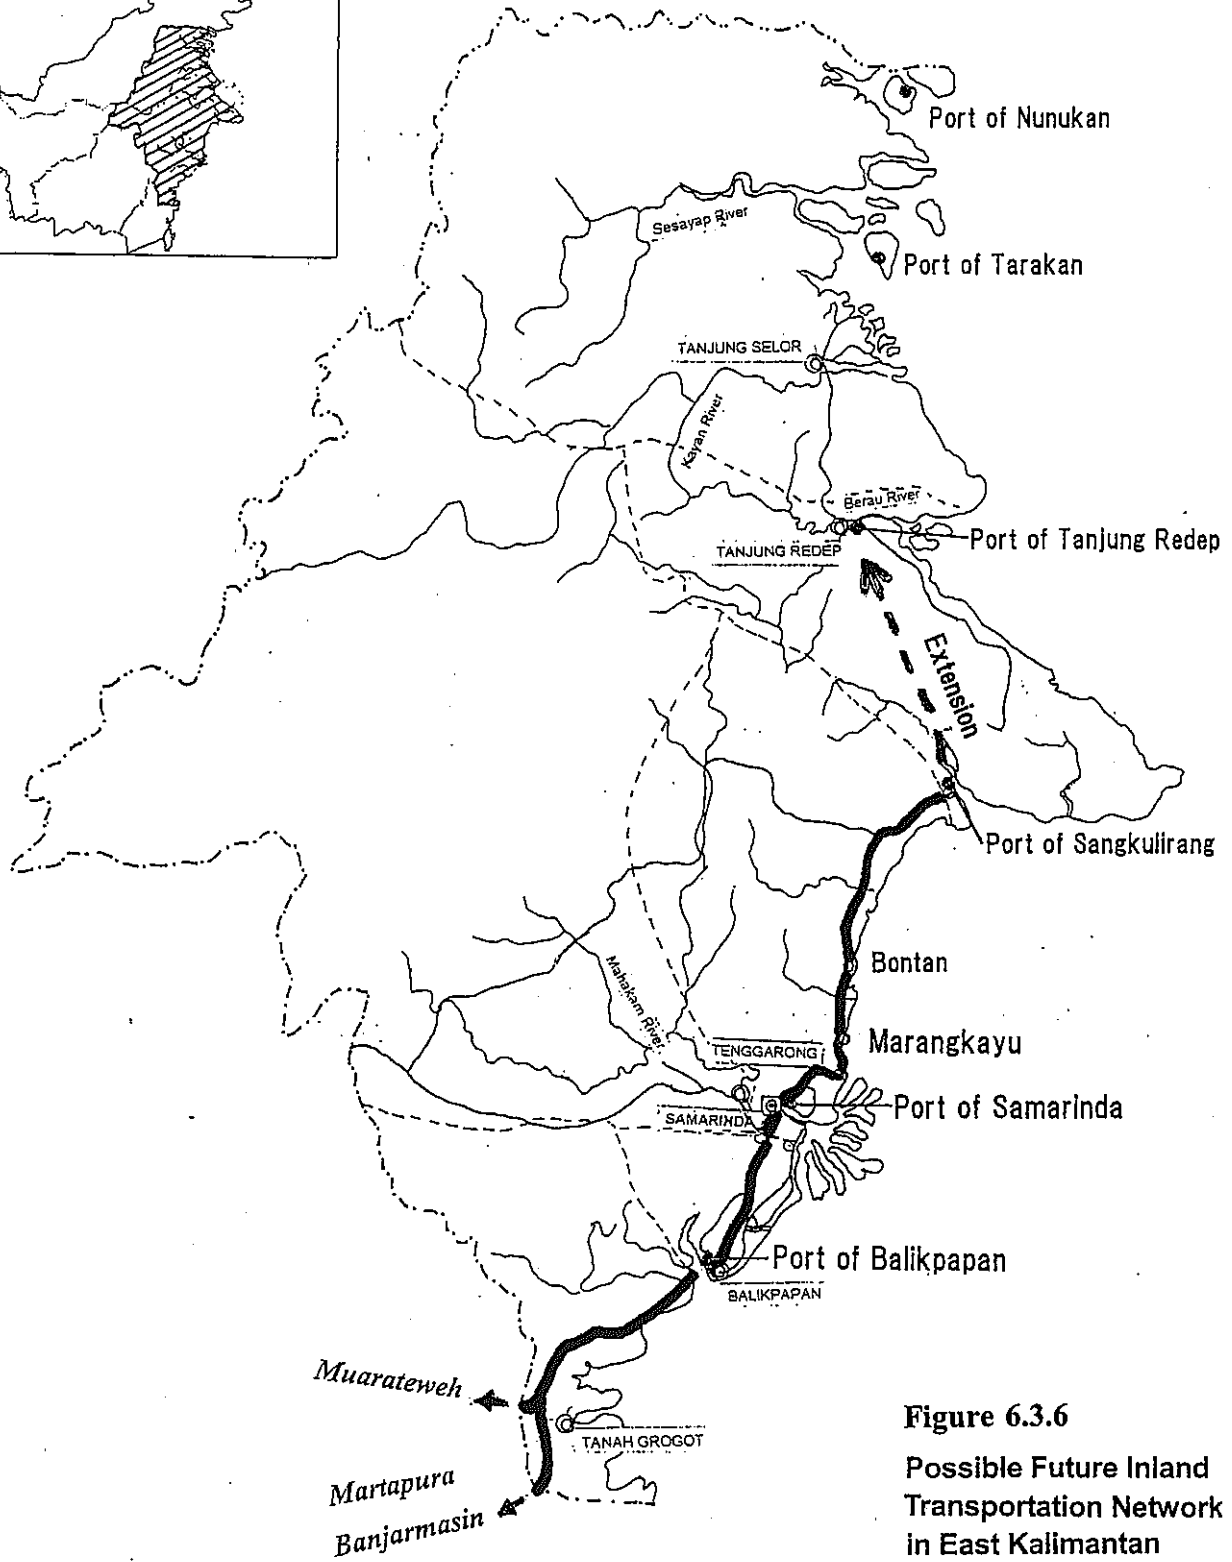 Port of Nunukan
Sesayap River
Port of Tarakan
TANJUNG SELOR
Kayan River
Berau River
Port of Tanjung Redep
TANJUNG REDEP
Extension
Port of Sangkulirang
Bontan
Mahakam River
Marangkayu
TENGGARONG
Port of Samarinda
SAMARINDA
Port of Balikpapan
BALIKPAPAN
Muarateweh
TANAH GROGOT
Martapura
Banjarmasin
Figure 6.3.6
Possible Future Inland
Transportation Network
in East Kalimantan